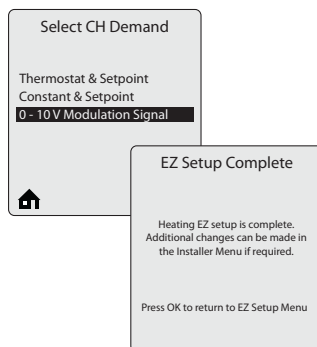 Select CH Demand
Thermostat & Setpoint
Constant & Setpoint
0 - 10 V Modulation Signal
EZ Setup Complete
Heating EZ setup is complete.
Additional changes can be made in
the Installer Menu if required.
Press OK to return to EZ Setup Menu